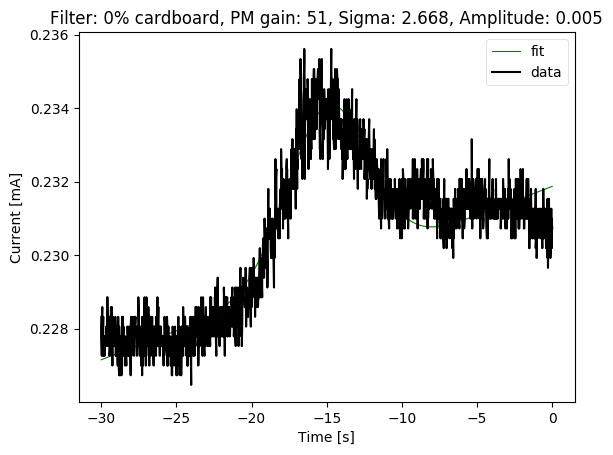 Filter: 0% cardboard, PM gain: 51, Sigma: 2.668, Amplitude: 0.005
fit
data
0.236
0.234
0.232
0.230
0.228
Current [mA]
−30
−25
−20
−15
−10
−5
0
Time [s]